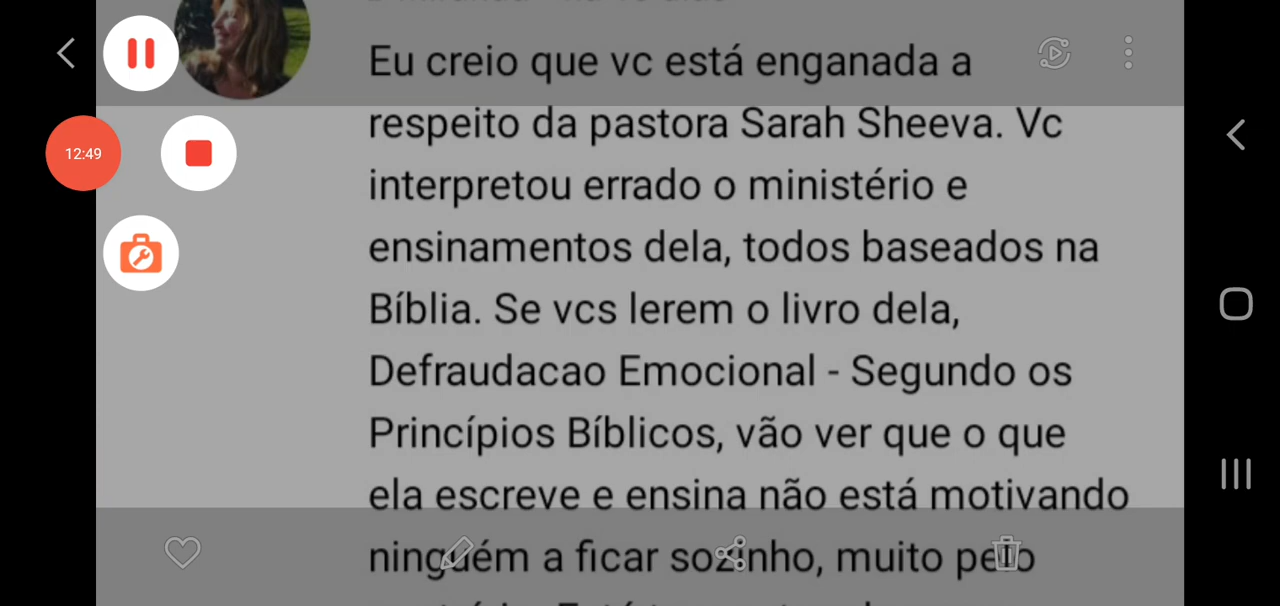 Eu creio que vc está enganada a
12:49
respeito da pastora Sarah Sheeva. Vc
interpretou errado o ministério e
ensinamentos dela, todos baseados na
Bíblia. Se vcs lerem o livro dela,
Defraudacao Emocional - Segundo os
Princípios Bíblicos, vão ver que o que
ela escreve e ensina não está motivando
ninguém a ficar sozinho, muito pelo